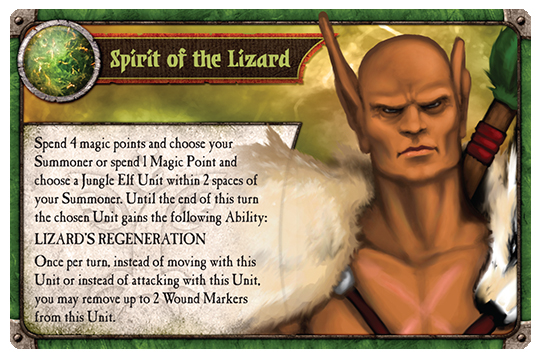 Spirit of the Lizard
Spend 4 magic points and choose your
Summoner or spend 1 Magic Point and
choose a Jungle Elf Unit within 2 spaces of
your Summoner. Until the end of this turn
the chosen Unit gains the following Ability:
LIZARD'S REGENERATION
Once per turn, instead of moving with this
Unit or instead of attacking with this Unit,
you may remove up to 2 Wound Markers
from this Unit.